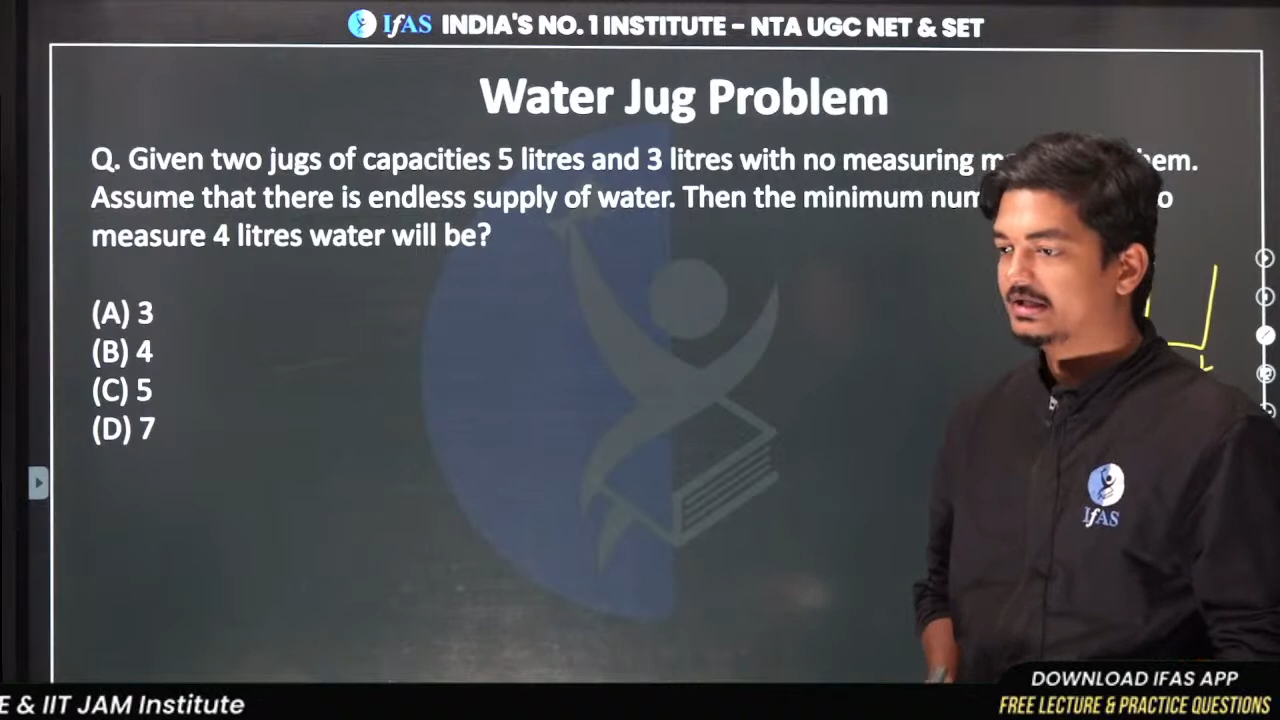 IfAS INDIA'S NO. 1 INSTITUTE – NTA UGC NET & SET
Water Jug Problem
Q. Given two jugs of capacities 5 litres and 3 litres with no measuring hem.
Assume that there is endless supply of water. Then the minimum
measure 4 litres water will be?
(A) 3
(B) 4
(C) 5
(D) 7
IfAS
DOWNLOAD IFAS APP
E & IIT JAM Institute
FREE LECTURE & PRACTICE QUESTIONS